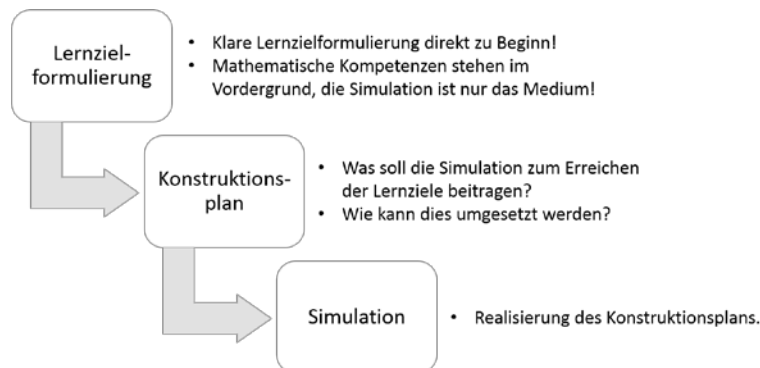 Lernziel-
formulierung
• Klare Lernzielformulierung direkt zu Beginn!
• Mathematische Kompetenzen stehen im
Vordergrund, die Simulation ist nur das Medium!
Konstruktions-
plan
• Was soll die Simulation zum Erreichen
der Lernziele beitragen?
• Wie kann dies umgesetzt werden?
Simulation
• Realisierung des Konstruktionsplans.